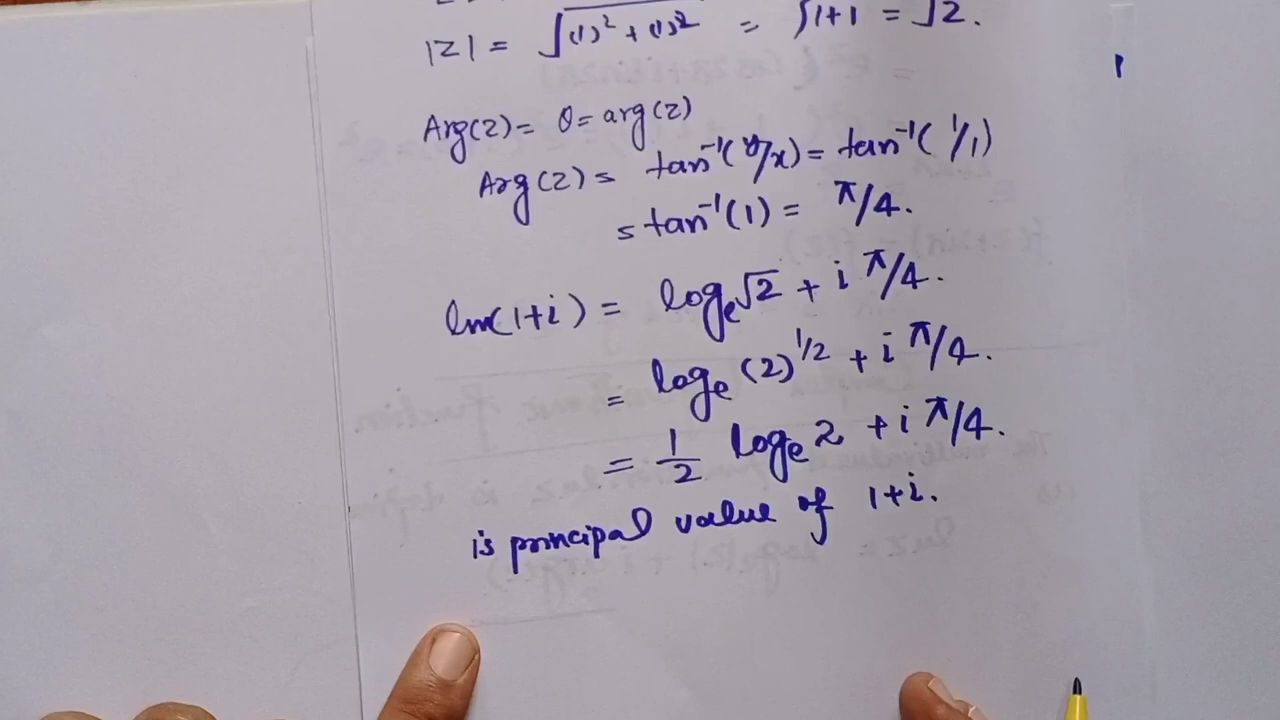 |z| = √(1)² + (1)² = √1+1 = √2.
Arg(z) = θ = arg(z)
Arg(z) = tan⁻¹(y/x) = tan⁻¹(1/1)
= tan⁻¹(1) = π/4.
ln(1+i) = logₑ√2 + i π/4.
= logₑ (2)^1/2 + i π/4.
= 1/2 logₑ 2 + i π/4.
is principal value of 1+i.